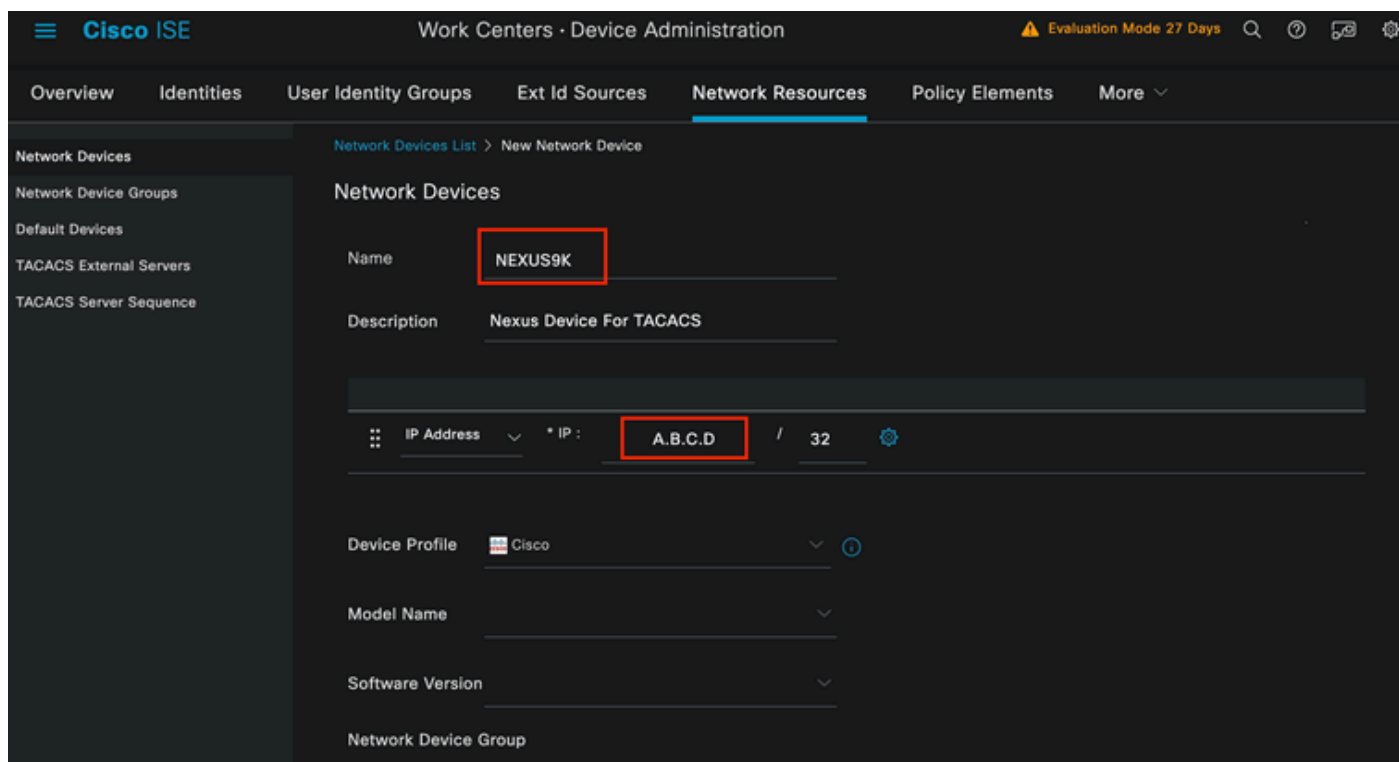 Cisco ISE
Work Centers · Device Administration
Evaluation Mode 27 Days
Overview
Identities
User Identity Groups
Ext Id Sources
Network Resources
Policy Elements
More
Network Devices
Network Device Groups
Default Devices
TACACS External Servers
TACACS Server Sequence
Network Devices List > New Network Device
Network Devices
Name NEXUS9K
Description Nexus Device For TACACS
IP Address * IP : A.B.C.D / 32
Device Profile Cisco
Model Name
Software Version
Network Device Group